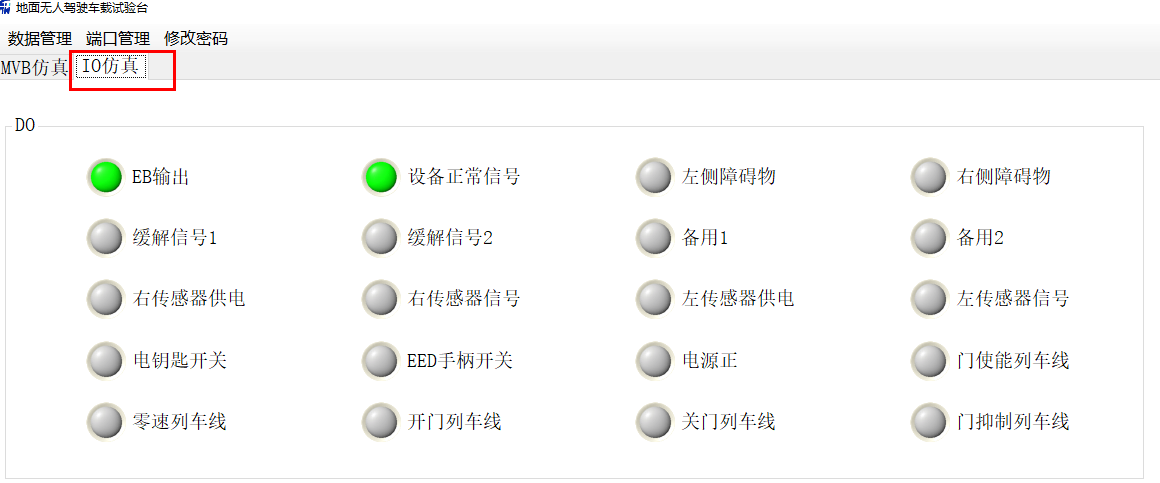 地面无人驾驶车载试验台
数据管理 端口管理 修改密码
MVB仿真 IO仿真
DO
EB输出 设备正常信号 左侧障碍物 右侧障碍物
缓解信号1 缓解信号2 备用1 备用2
右传感器供电 右传感器信号 左传感器供电 左传感器信号
电钥匙开关 EED手柄开关 电源正 门使能列车线
零速列车线 开门列车线 关门列车线 门抑制列车线